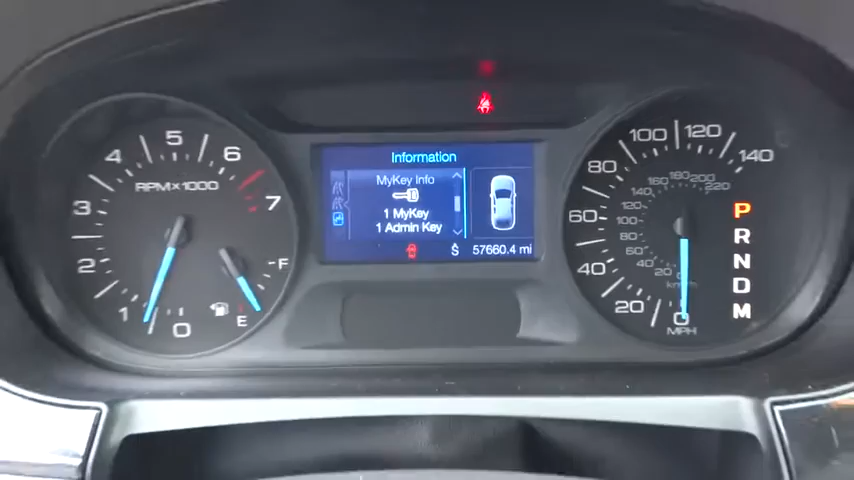 Information
MyKey Info
1 MyKey
1 Admin Key
S 57660.4 mi
0 1 2 3 4 5 6 7
RPM×1000
F
E
0 20 40 60 80 100 120 140
20 40 60 80 100 120 140 160 180 200 220
km/h
MPH
P
R
N
D
M